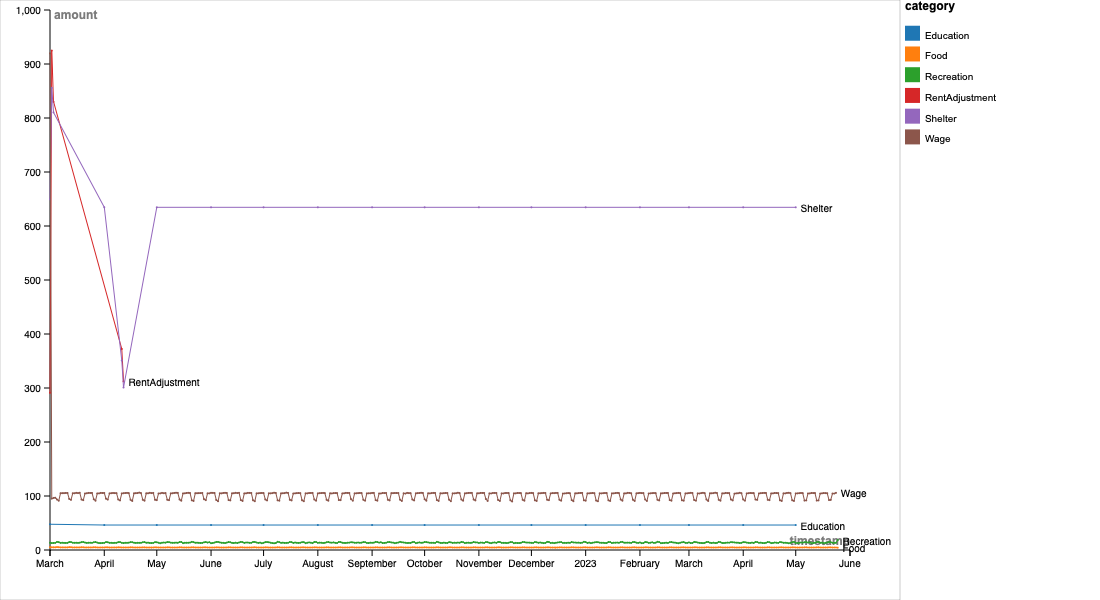 1,000
amount
900
800
700
600
500
400
300
200
100
0
Shelter
RentAdjustment
Wage
Education
timestamp
Recreation
Food
March April May June July August September October November December 2023 February March April May June
category
Education
Food
Recreation
RentAdjustment
Shelter
Wage